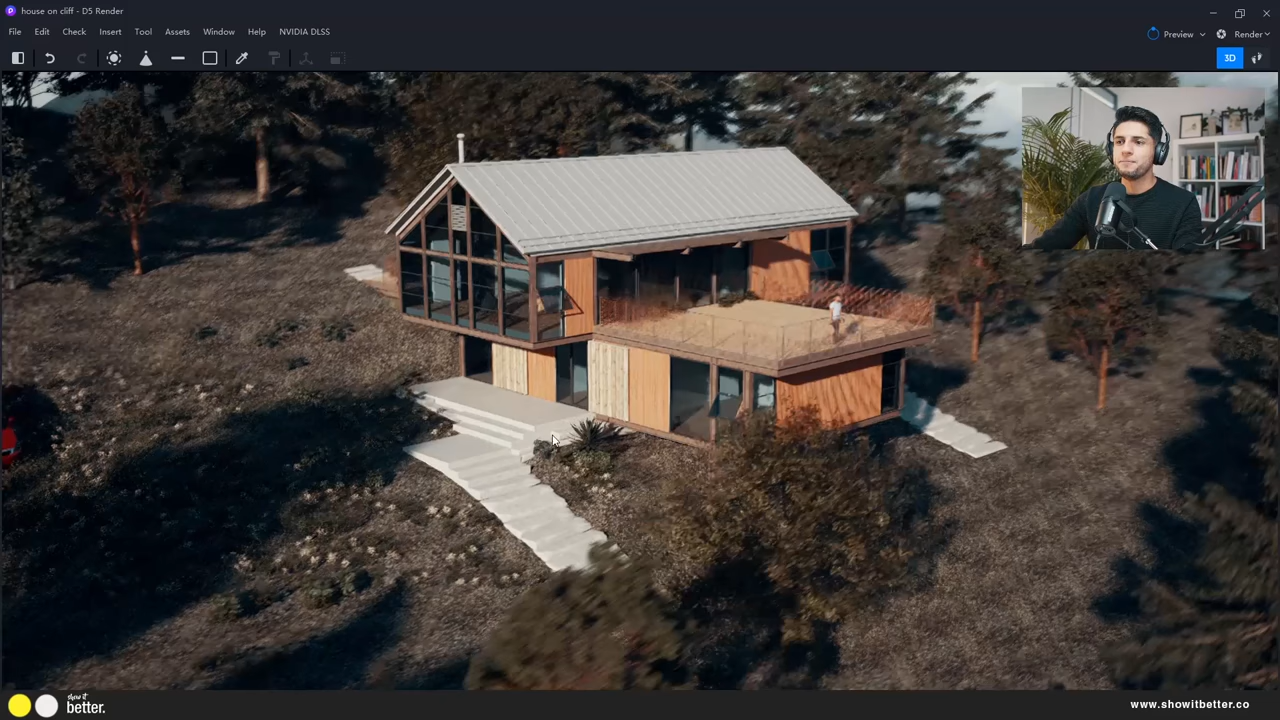 house on cliff - D5 Render
File Edit Check Insert Tool Assets Window Help NVIDIA DLSS
Preview Render
3D
show it
better.
www.showitbetter.co